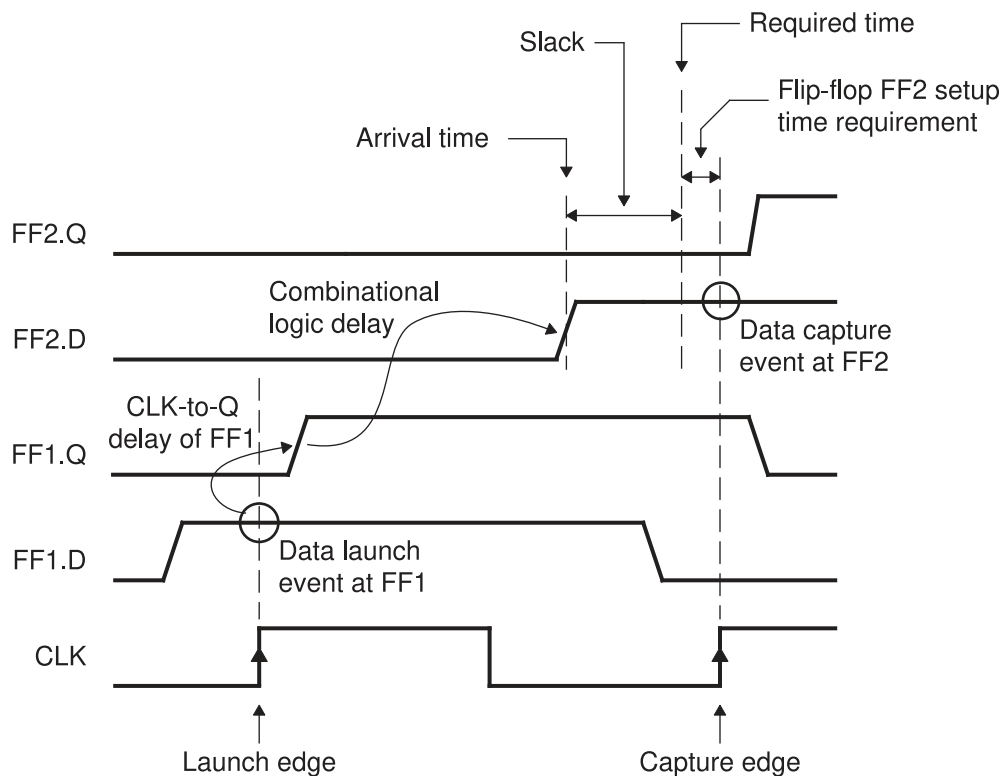 Required time
Slack
Flip-flop FF2 setup
time requirement
Arrival time
FF2.Q
Combinational
logic delay
FF2.D
Data capture
event at FF2
CLK-to-Q
delay of FF1
FF1.Q
Data launch
event at FF1
FF1.D
CLK
Launch edge
Capture edge